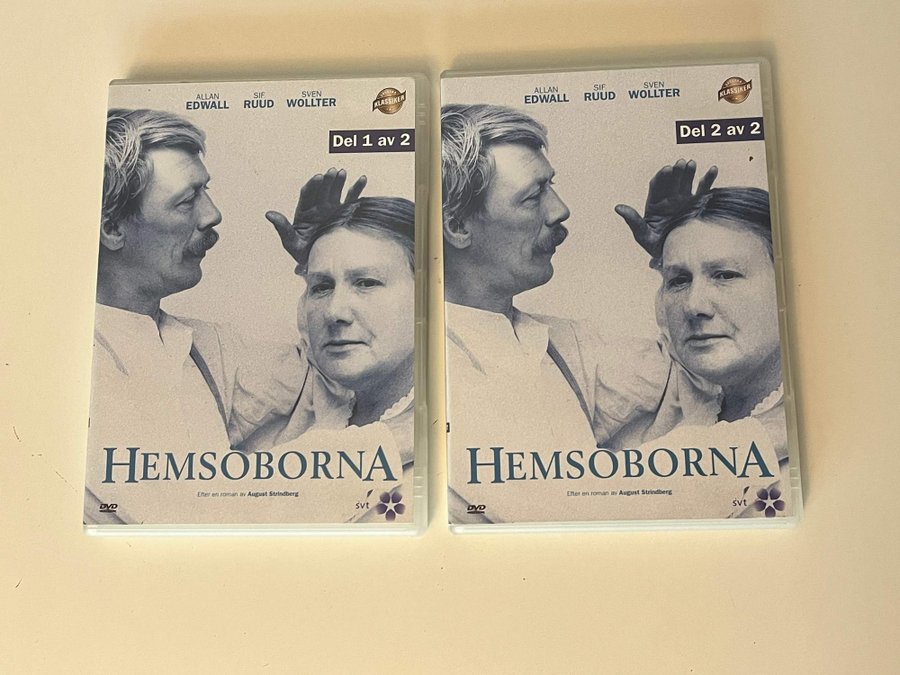 ALLAN EDWALL
SIF RUUD
SVEN WOLLTER
KLASSIKER
Del 1 av 2
HEMSÖBORNA
Efter en roman av August Strindberg
DVD
svt
ALLAN EDWALL
SIF RUUD
SVEN WOLLTER
KLASSIKER
Del 2 av 2
HEMSÖBORNA
Efter en roman av August Strindberg
DVD
svt